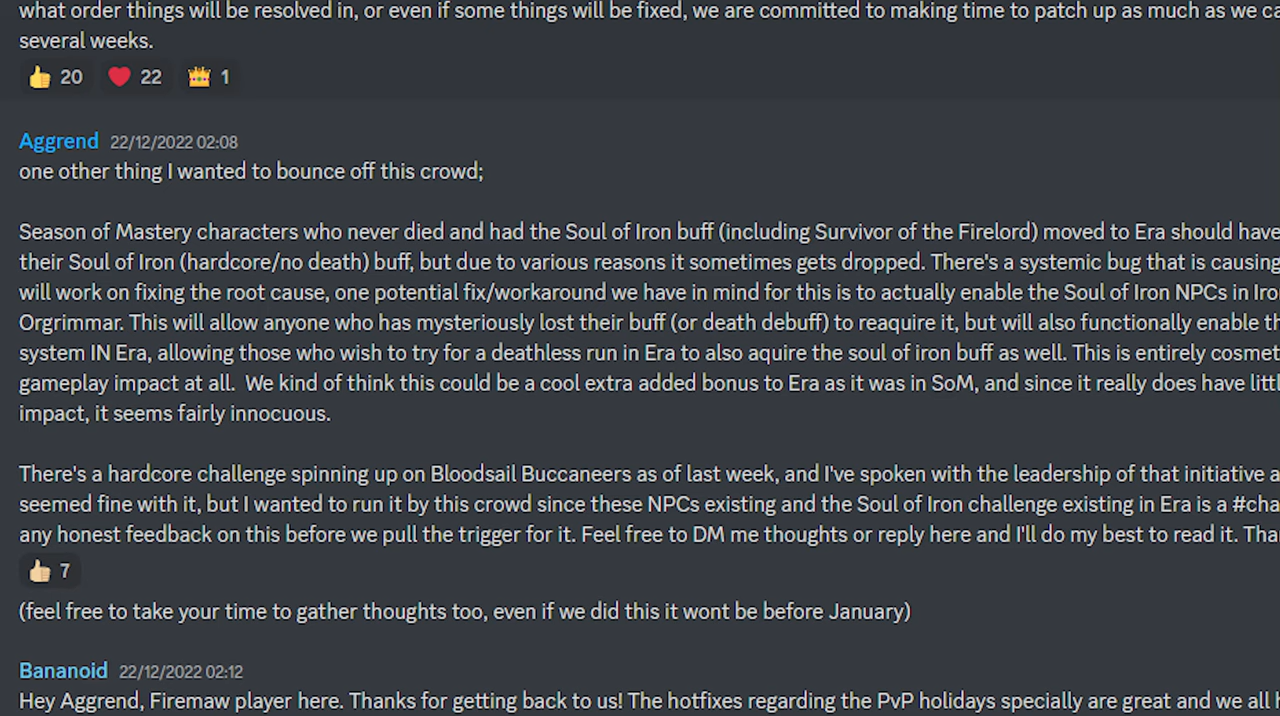 what order things will be resolved in, or even if some things will be fixed, we are committed to making time to patch up as much as we
several weeks.
👍 20 ❤️ 22 👑 1
Aggrend 22/12/2022 02:08
one other thing I wanted to bounce off this crowd;
Season of Mastery characters who never died and had the Soul of Iron buff (including Survivor of the Firelord) moved to Era should have
their Soul of Iron (hardcore/no death) buff, but due to various reasons it sometimes gets dropped. There's a systemic bug that is causing
will work on fixing the root cause, one potential fix/workaround we have in mind for this is to actually enable the Soul of Iron NPCs in
Orgrimmar. This will allow anyone who has mysteriously lost their buff (or death debuff) to reaquire it, but will also functionally enable
system IN Era, allowing those who wish to try for a deathless run in Era to also aquire the soul of iron buff as well. This is entirely
gameplay impact at all. We kind of think this could be a cool extra added bonus to Era as it was in SoM, and since it really does have
impact, it seems fairly innocuous.
There's a hardcore challenge spinning up on Bloodsail Buccaneers as of last week, and I've spoken with the leadership of that initiative
seemed fine with it, but I wanted to run it by this crowd since these NPCs existing and the Soul of Iron challenge existing in Era is a
any honest feedback on this before we pull the trigger for it. Feel free to DM me thoughts or reply here and I'll do my best to read it.
👍 7
(feel free to take your time to gather thoughts too, even if we did this it wont be before January)
Bananoid 22/12/2022 02:12
Hey Aggrend, Firemaw player here. Thanks for getting back to us! The hotfixes regarding the PvP holidays specially are great and we all